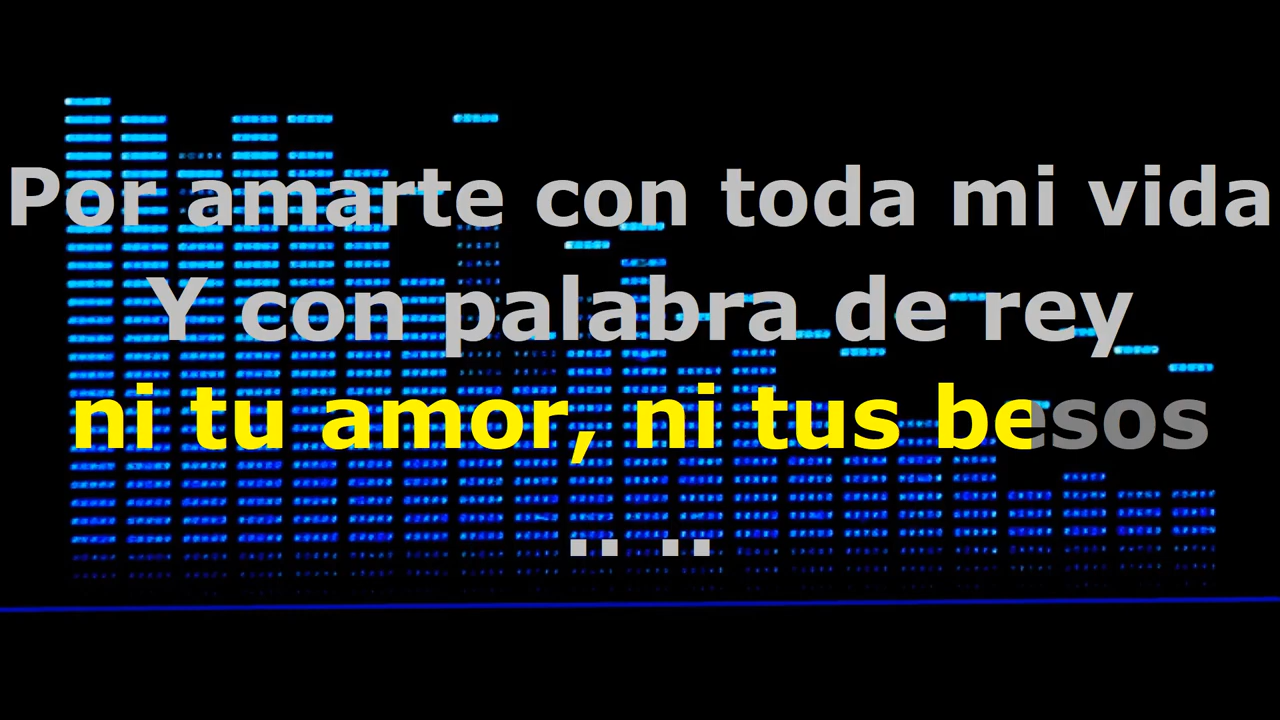 Por amarte con toda mi vida
Y con palabra de rey
ni tu amor, ni tus besos
.. ..